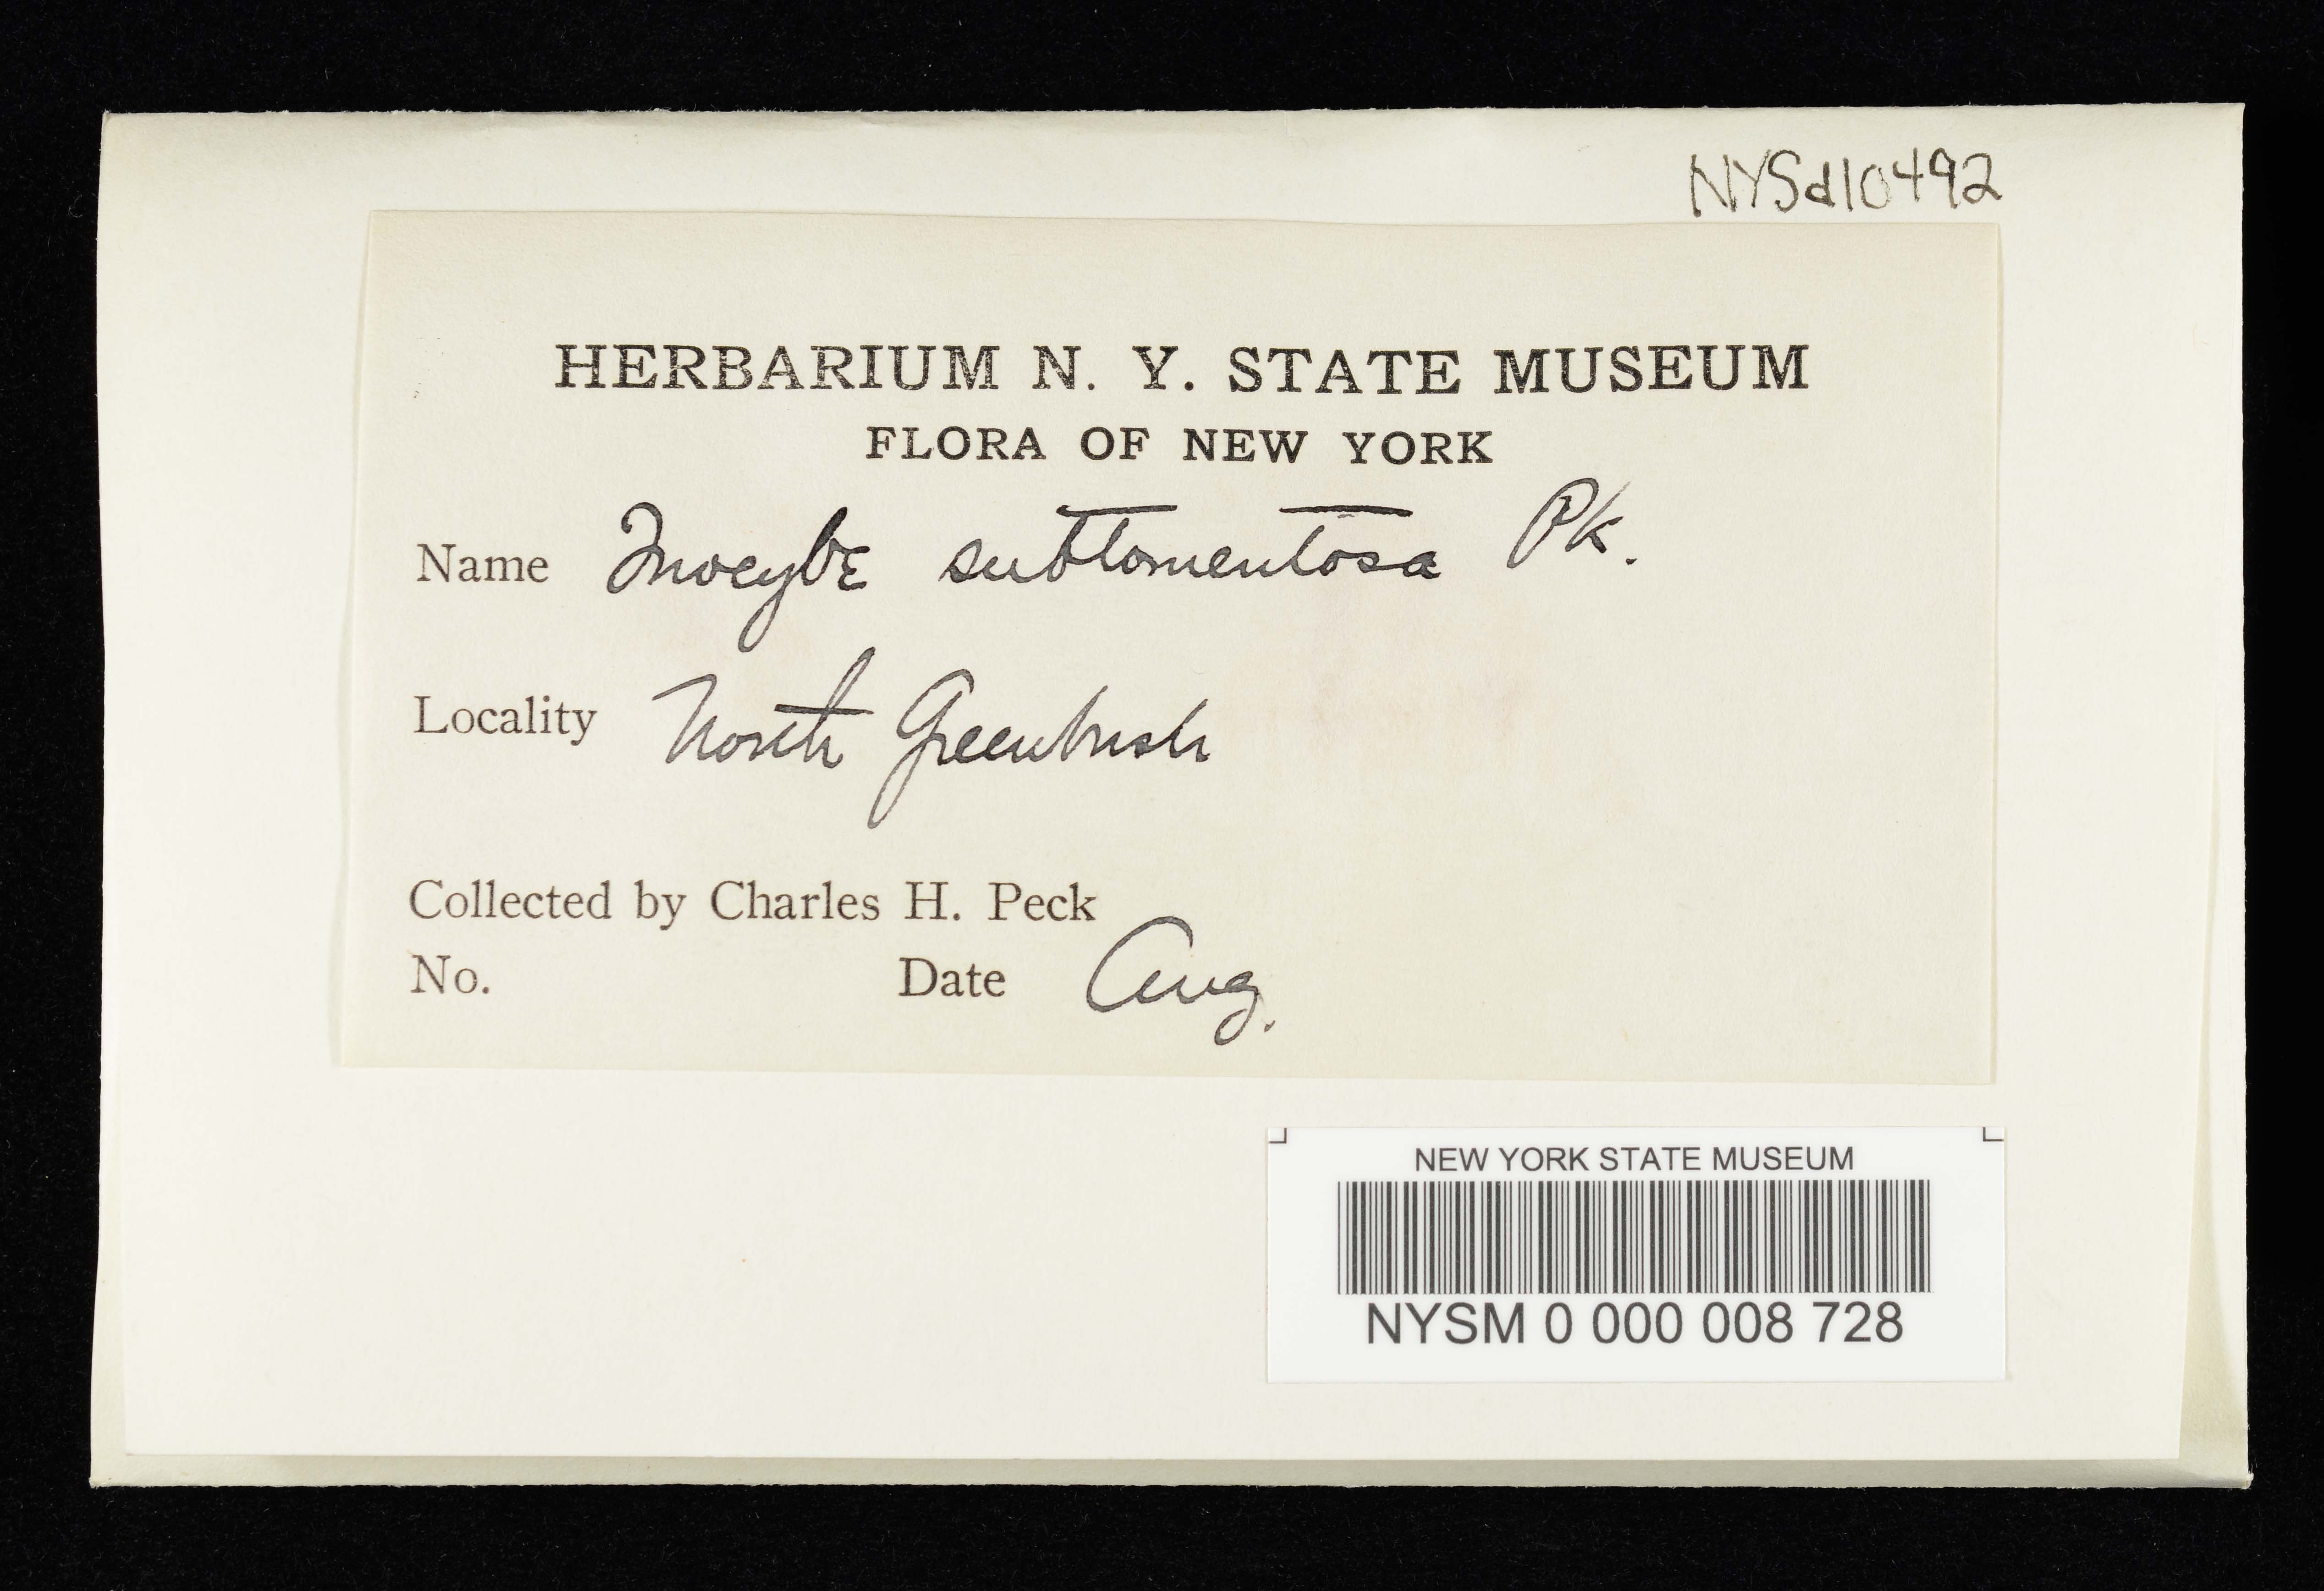 NYSd10492
HERBARIUM N. Y. STATE MUSEUM
FLORA OF NEW YORK
Name Inocybe subtomentosa Pk.
Locality North Greenbush
Collected by Charles H. Peck
No. Date Aug.
NEW YORK STATE MUSEUM
NYSM 0 000 008 728